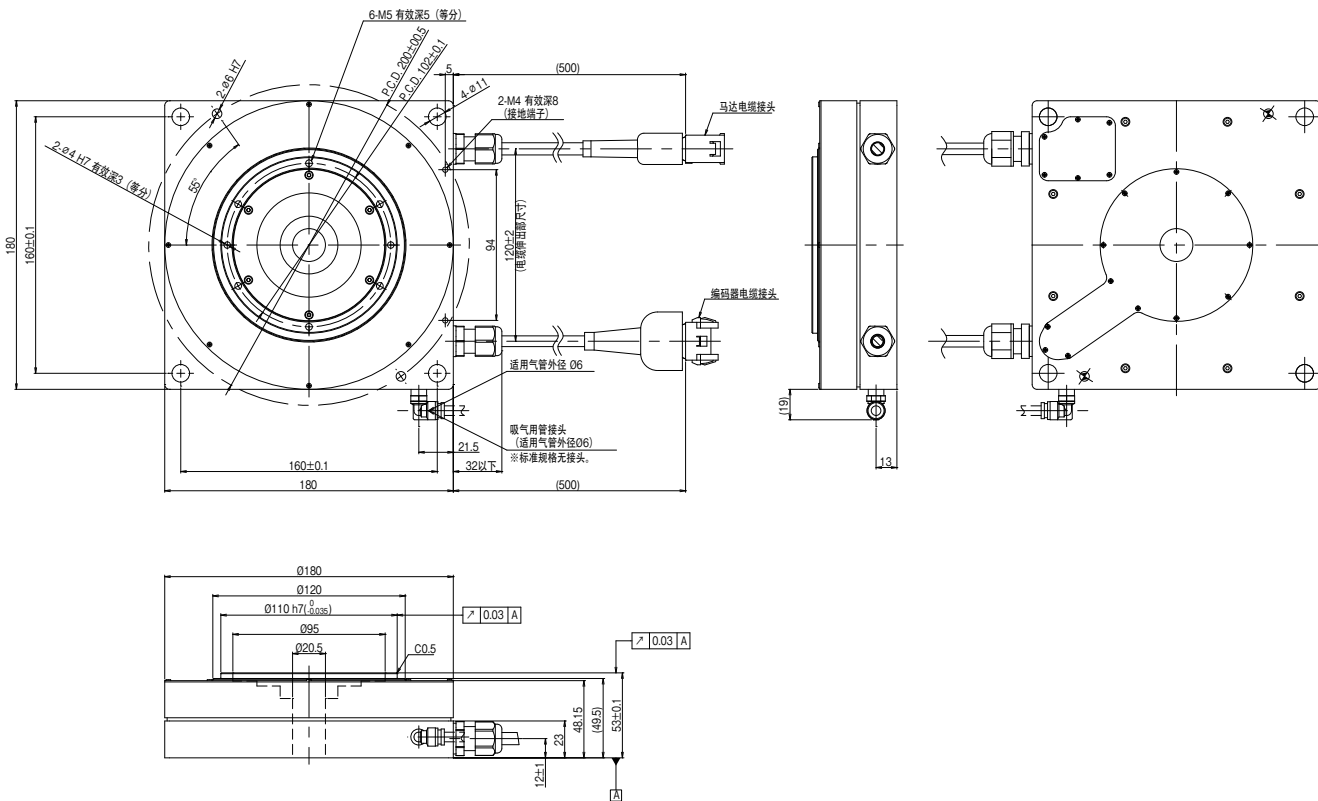 6-M5 有效深5（等分）
P.C.D. 200±00.5
P.C.D. 102±0.1
4-ø11
2-ø6 H7
2-ø4 H7 有效深3（等分）
55°
5
(500)
2-M4 有效深8
（接地端子）
马达电缆接头
180
160±0.1
94
120±2
（电缆伸出部尺寸）
编码器电缆接头
适用气管外径 Ø6
吸气用管接头
（适用气管外径Ø6）
※标准规格无接头。
21.5
32以下
160±0.1
180
(500)
(19)
13
Ø180
Ø120
Ø110 h7(0 -0.035)
Ø95
Ø20.5
C0.5
↗ 0.03 A
↗ 0.03 A
12±1
23
48.15
(49.5)
53±0.1
A